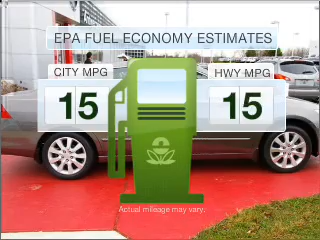 EPA FUEL ECONOMY ESTIMATES
CITY MPG HWY MPG
15 15
Actual mileage may vary.